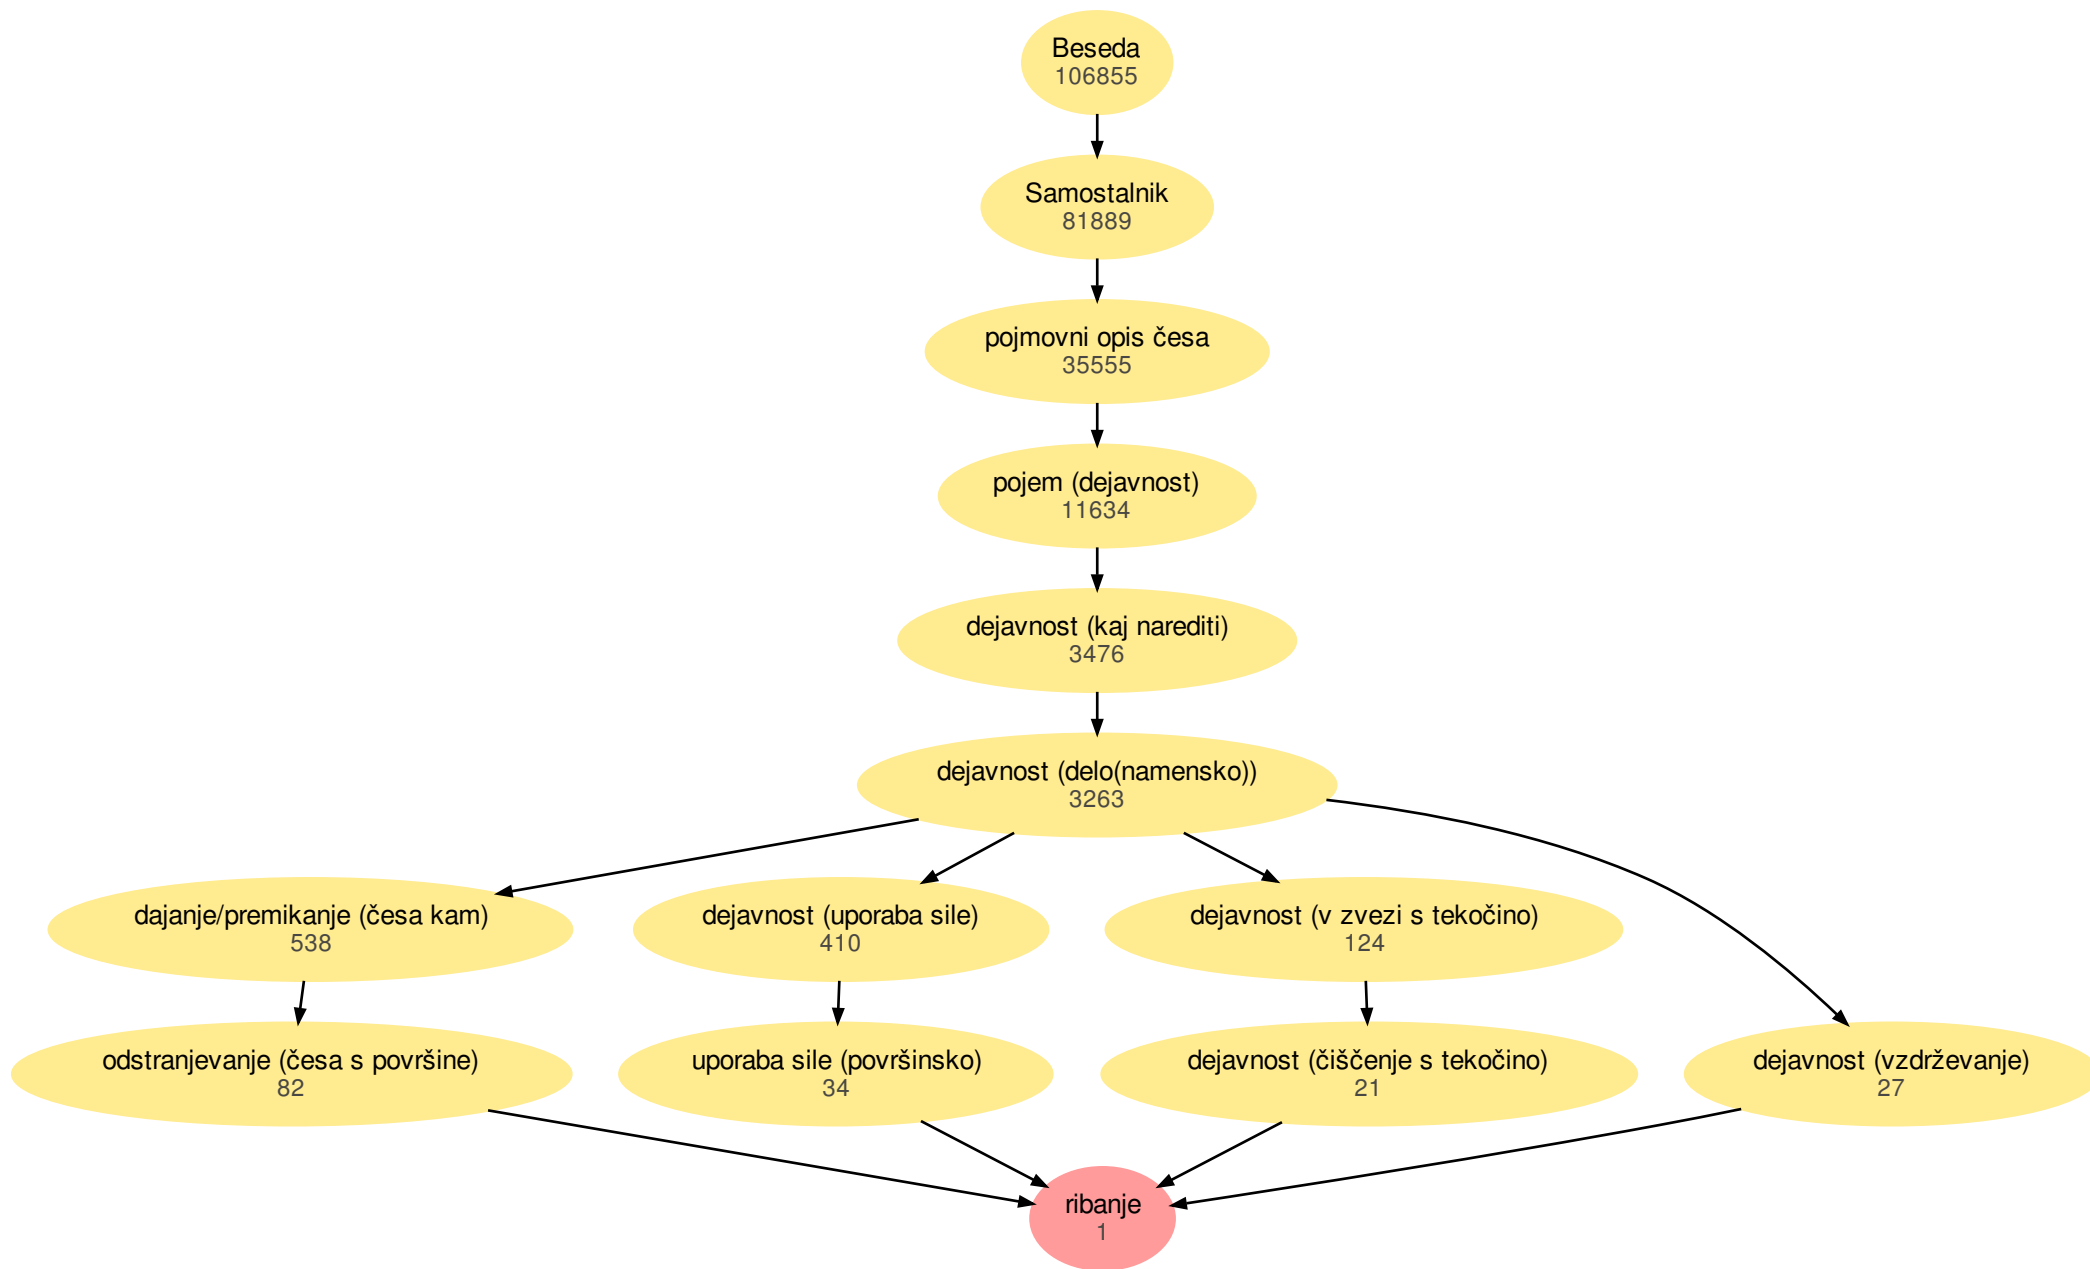 Beseda
106855
Samostalnik
81889
pojmovni opis česa
35555
pojem (dejavnost)
11634
dejavnost (kaj narediti)
3476
dejavnost (delo(namensko))
3263
dajanje/premikanje (česa kam)
538
dejavnost (uporaba sile)
410
dejavnost (v zvezi s tekočino)
124
odstranjevanje (česa s površine)
82
uporaba sile (površinsko)
34
dejavnost (čiščenje s tekočino)
21
dejavnost (vzdrževanje)
27
ribanje
1